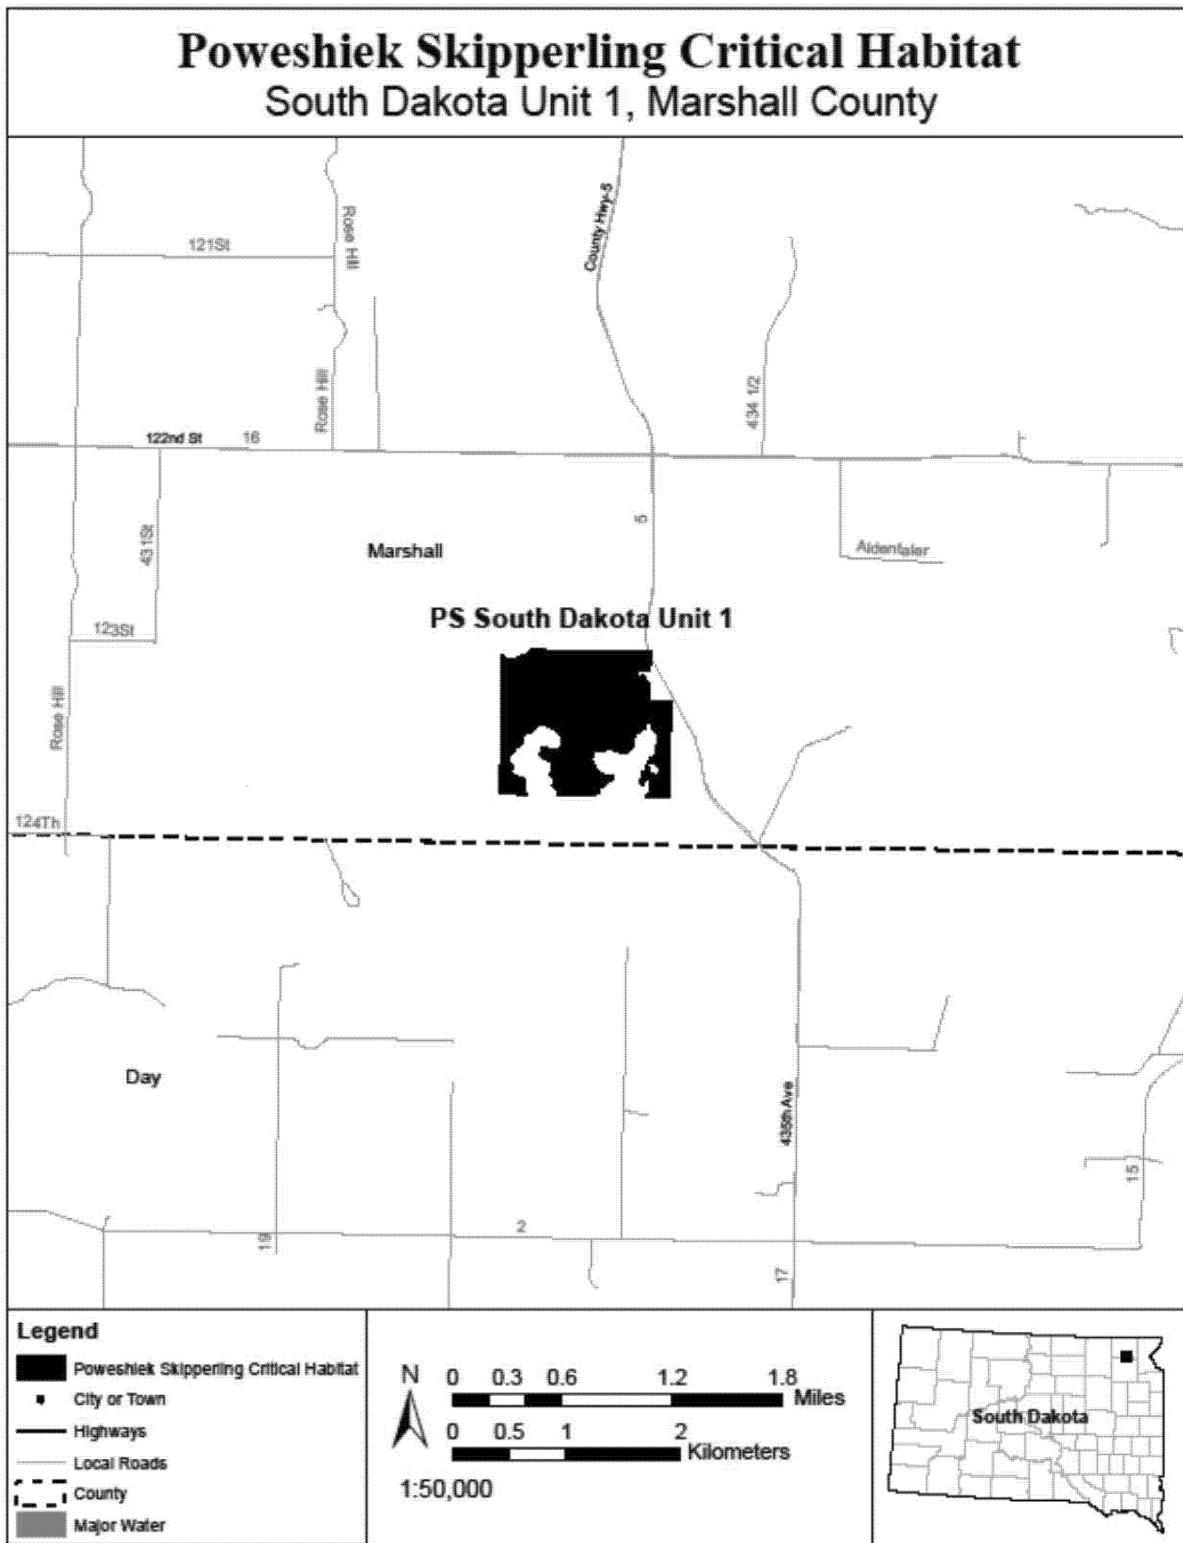 Poweshiek Skipperling Critical Habitat
South Dakota Unit 1, Marshall County
County Hwy-5
Rose Hill
121St
Rose Hill
434 1/2
122nd St
16
5
431St
Marshall
Aldentaler
PS South Dakota Unit 1
123St
Rose Hill
124Th
Day
435th Ave
15
2
19
17
Legend
Poweshiek Skipperling Critical Habitat
City or Town
Highways
Local Roads
County
Major Water
N
0 0.3 0.6 1.2 1.8
Miles
0 0.5 1 2
Kilometers
1:50,000
South Dakota